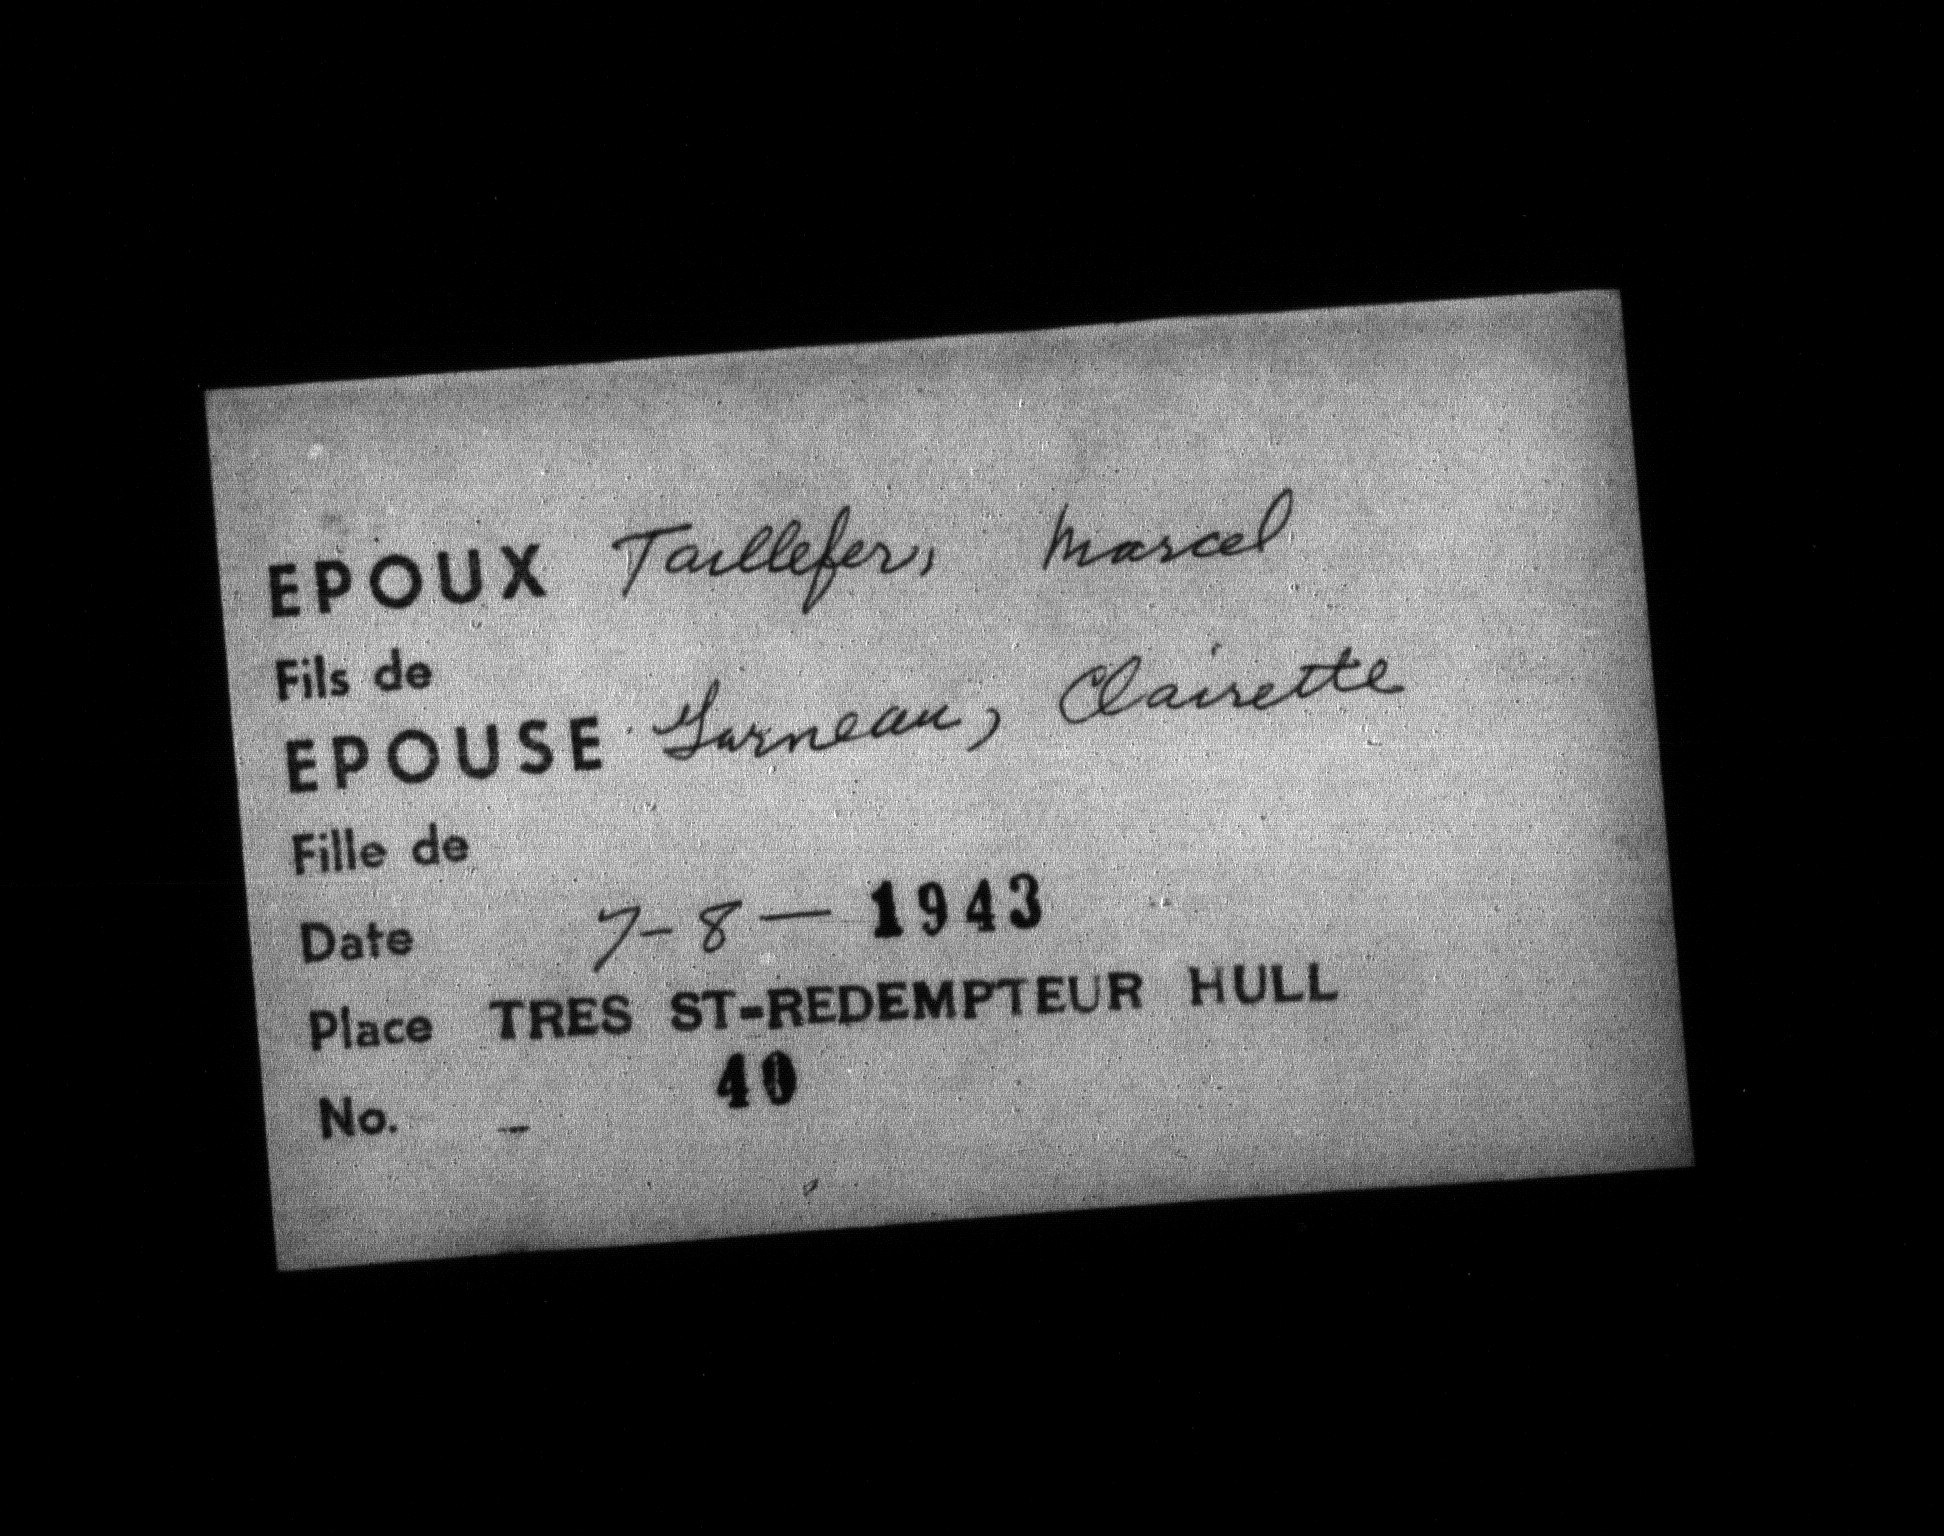 EPOUX Taillefer, Marcel
Fils de
EPOUSE Garneau, Clairette
Fille de
Date 7-8-1943
Place TRES ST-REDEMPTEUR HULL
No. - 40